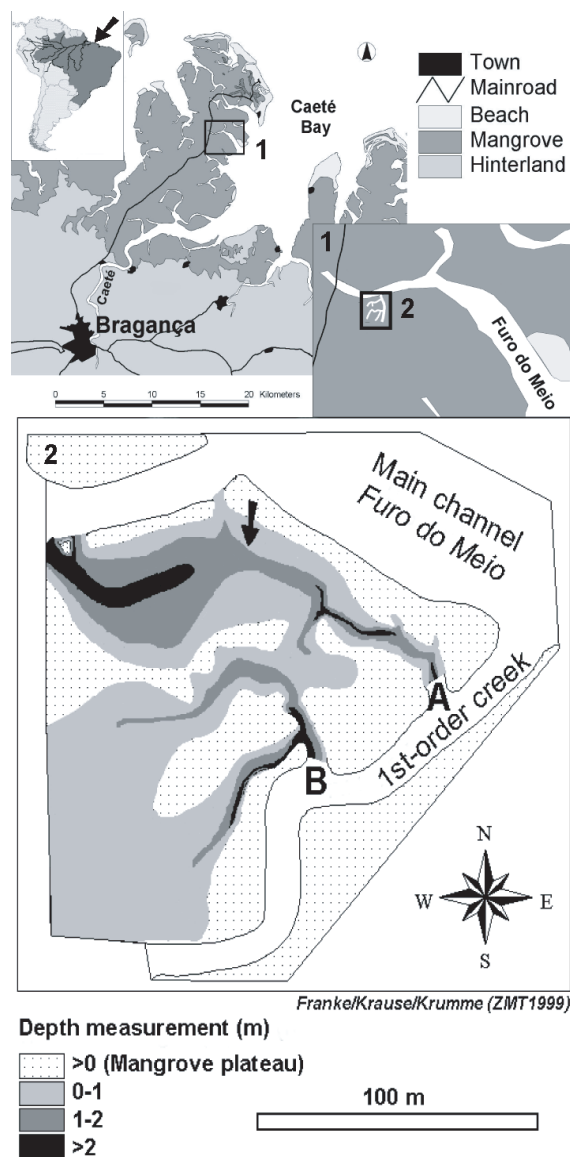 Town
Mainroad
Beach
Mangrove
Hinterland
Caeté
Bay
1
Caeté
Bragança
0 5 10 15 20 Kilometers
1
2
Furo do Meio
2
Main channel
Furo do Meio
A
1st-order creek
B
N
W E
S
Franke/Krause/Krumme (ZMT1999)
Depth measurement (m)
>0 (Mangrove plateau)
0-1
1-2
>2
100 m